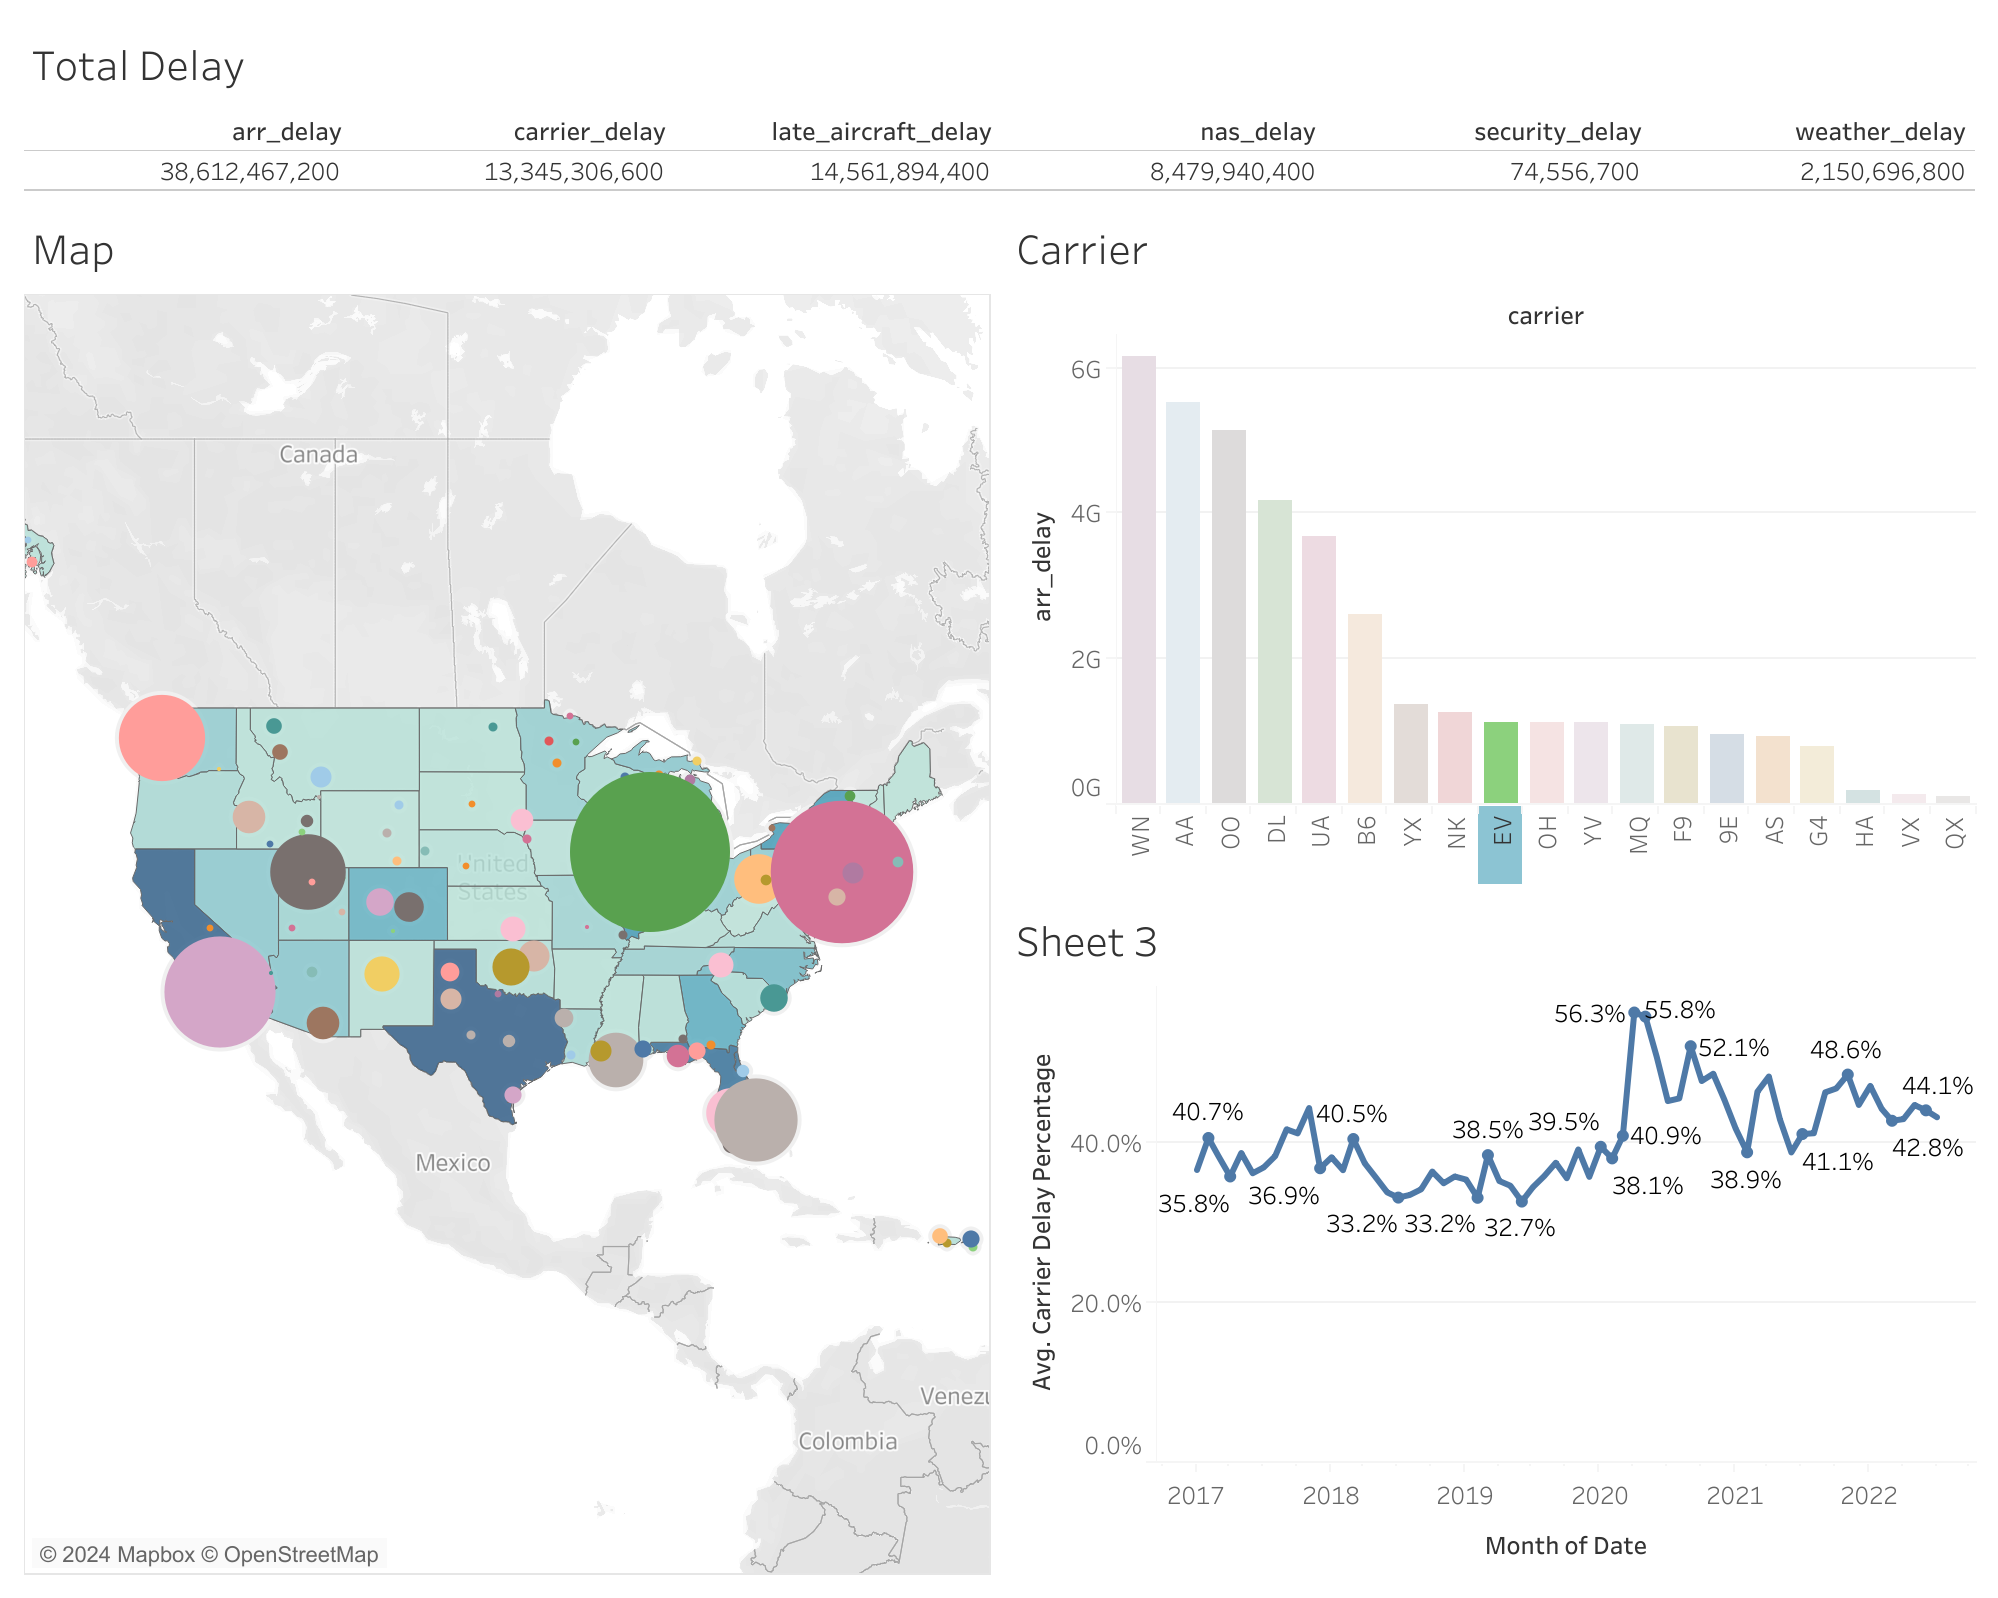 Total Delay
arr_delay carrier_delay late_aircraft_delay nas_delay security_delay weather_delay
38,612,467,200 13,345,306,600 14,561,894,400 8,479,940,400 74,556,700 2,150,696,800
Map
Canada
United
States
Mexico
Venezu
Colombia
© 2024 Mapbox © OpenStreetMap
Carrier
carrier
arr_delay
6G
4G
2G
0G
WN AA OO DL UA B6 YX NK EV OH YV MQ F9 9E AS G4 HA VX QX
Sheet 3
Avg. Carrier Delay Percentage
40.0%
20.0%
0.0%
56.3% 55.8%
52.1% 48.6%
44.1%
40.7% 40.5%
38.5% 39.5%
40.9%
42.8%
41.1%
38.9%
38.1%
35.8% 36.9%
33.2% 33.2% 32.7%
2017 2018 2019 2020 2021 2022
Month of Date